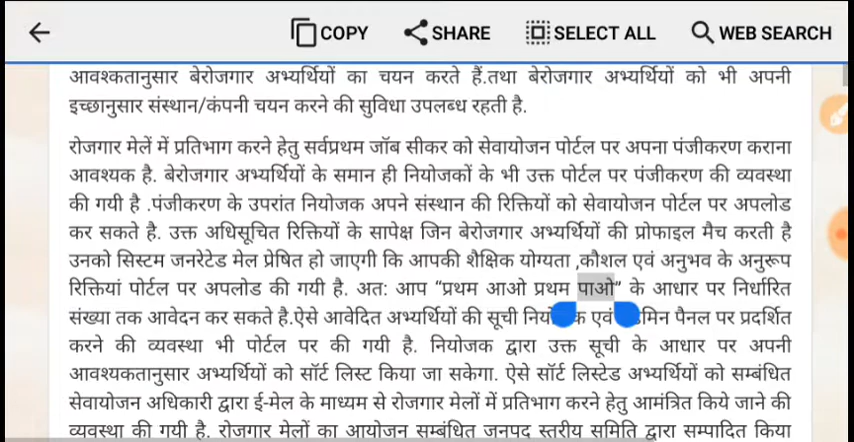 COPY SHARE SELECT ALL WEB SEARCH
आवश्कतानुसार बेरोजगार अभ्यर्थियों का चयन करते हैं.तथा बेरोजगार अभ्यर्थियों को भी अपनी
इच्छानुसार संस्थान/कंपनी चयन करने की सुविधा उपलब्ध रहती है.
रोजगार मेलें में प्रतिभाग करने हेतु सर्वप्रथम जॉब सीकर को सेवायोजन पोर्टल पर अपना पंजीकरण कराना
आवश्यक है. बेरोजगार अभ्यर्थियों के समान ही नियोजकों के भी उक्त पोर्टल पर पंजीकरण की व्यवस्था
की गयी है .पंजीकरण के उपरांत नियोजक अपने संस्थान की रिक्तियों को सेवायोजन पोर्टल पर अपलोड
कर सकते है. उक्त अधिसूचित रिक्तियों के सापेक्ष जिन बेरोजगार अभ्यर्थियों की प्रोफाइल मैच करती है
उनको सिस्टम जनरेटेड मेल प्रेषित हो जाएगी कि आपकी शैक्षिक योग्यता ,कौशल एवं अनुभव के अनुरूप
रिक्तियां पोर्टल पर अपलोड की गयी है. अत: आप “प्रथम आओ प्रथम पाओ” के आधार पर निर्धारित
संख्या तक आवेदन कर सकते है.ऐसे आवेदित अभ्यर्थियों की सूची एवं पैनल पर प्रदर्शित
करने की व्यवस्था भी पोर्टल पर की गयी है. नियोजक द्वारा उक्त सूची के आधार पर अपनी
आवश्यकतानुसार अभ्यर्थियों को सॉर्ट लिस्ट किया जा सकेगा. ऐसे सॉर्ट लिस्टेड अभ्यर्थियों को सम्बंधित
सेवायोजन अधिकारी द्वारा ई-मेल के माध्यम से रोजगार मेलों में प्रतिभाग करने हेतु आमंत्रित किये जाने की
व्यवस्था की गयी है. रोजगार मेलों का आयोजन सम्बंधित जनपद स्तरीय समिति द्वारा सम्पादित किया